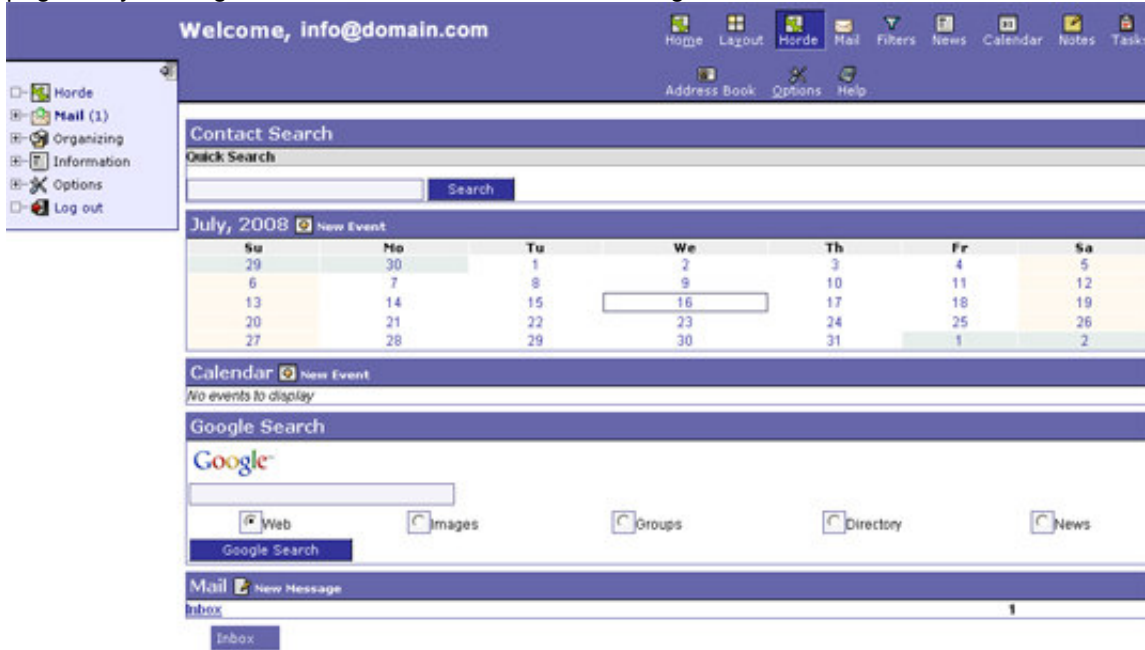 Welcome, info@domain.com
Home Layout Horde Mail Filters News Calendar Notes Tasks
Address Book Options Help
Horde
Mail (1)
Organizing
Information
Options
Log out
Contact Search
Quick Search
Search
July, 2008 New Event
Su Mo Tu We Th Fr Sa
29 30 1 2 3 4 5
6 7 8 9 10 11 12
13 14 15 16 17 18 19
20 21 22 23 24 25 26
27 28 29 30 31 1 2
Calendar New Event
No events to display
Google Search
Google
Web Images Groups Directory News
Google Search
Mail New Message
Inbox 1
Inbox